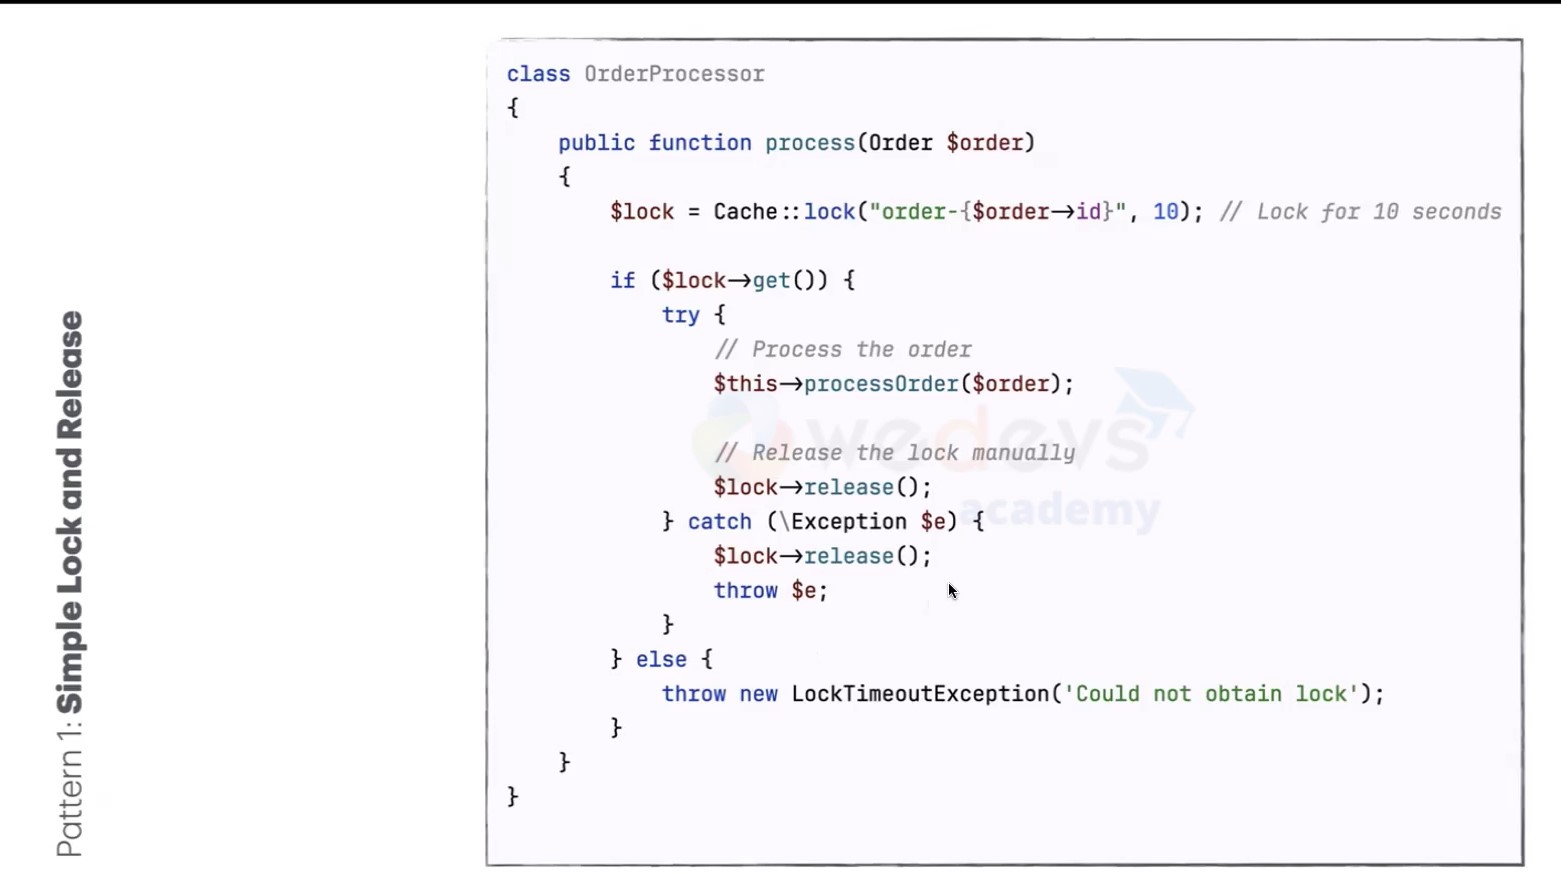 Pattern 1: Simple Lock and Release
class OrderProcessor
{
    public function process(Order $order)
    {
        $lock = Cache::lock("order-{$order->id}", 10); // Lock for 10 seconds

        if ($lock->get()) {
            try {
                // Process the order
                $this->processOrder($order);

                // Release the lock manually
                $lock->release();
            } catch (\Exception $e) {
                $lock->release();
                throw $e;
            }
        } else {
            throw new LockTimeoutException('Could not obtain lock');
        }
    }
}
wedevs
academy